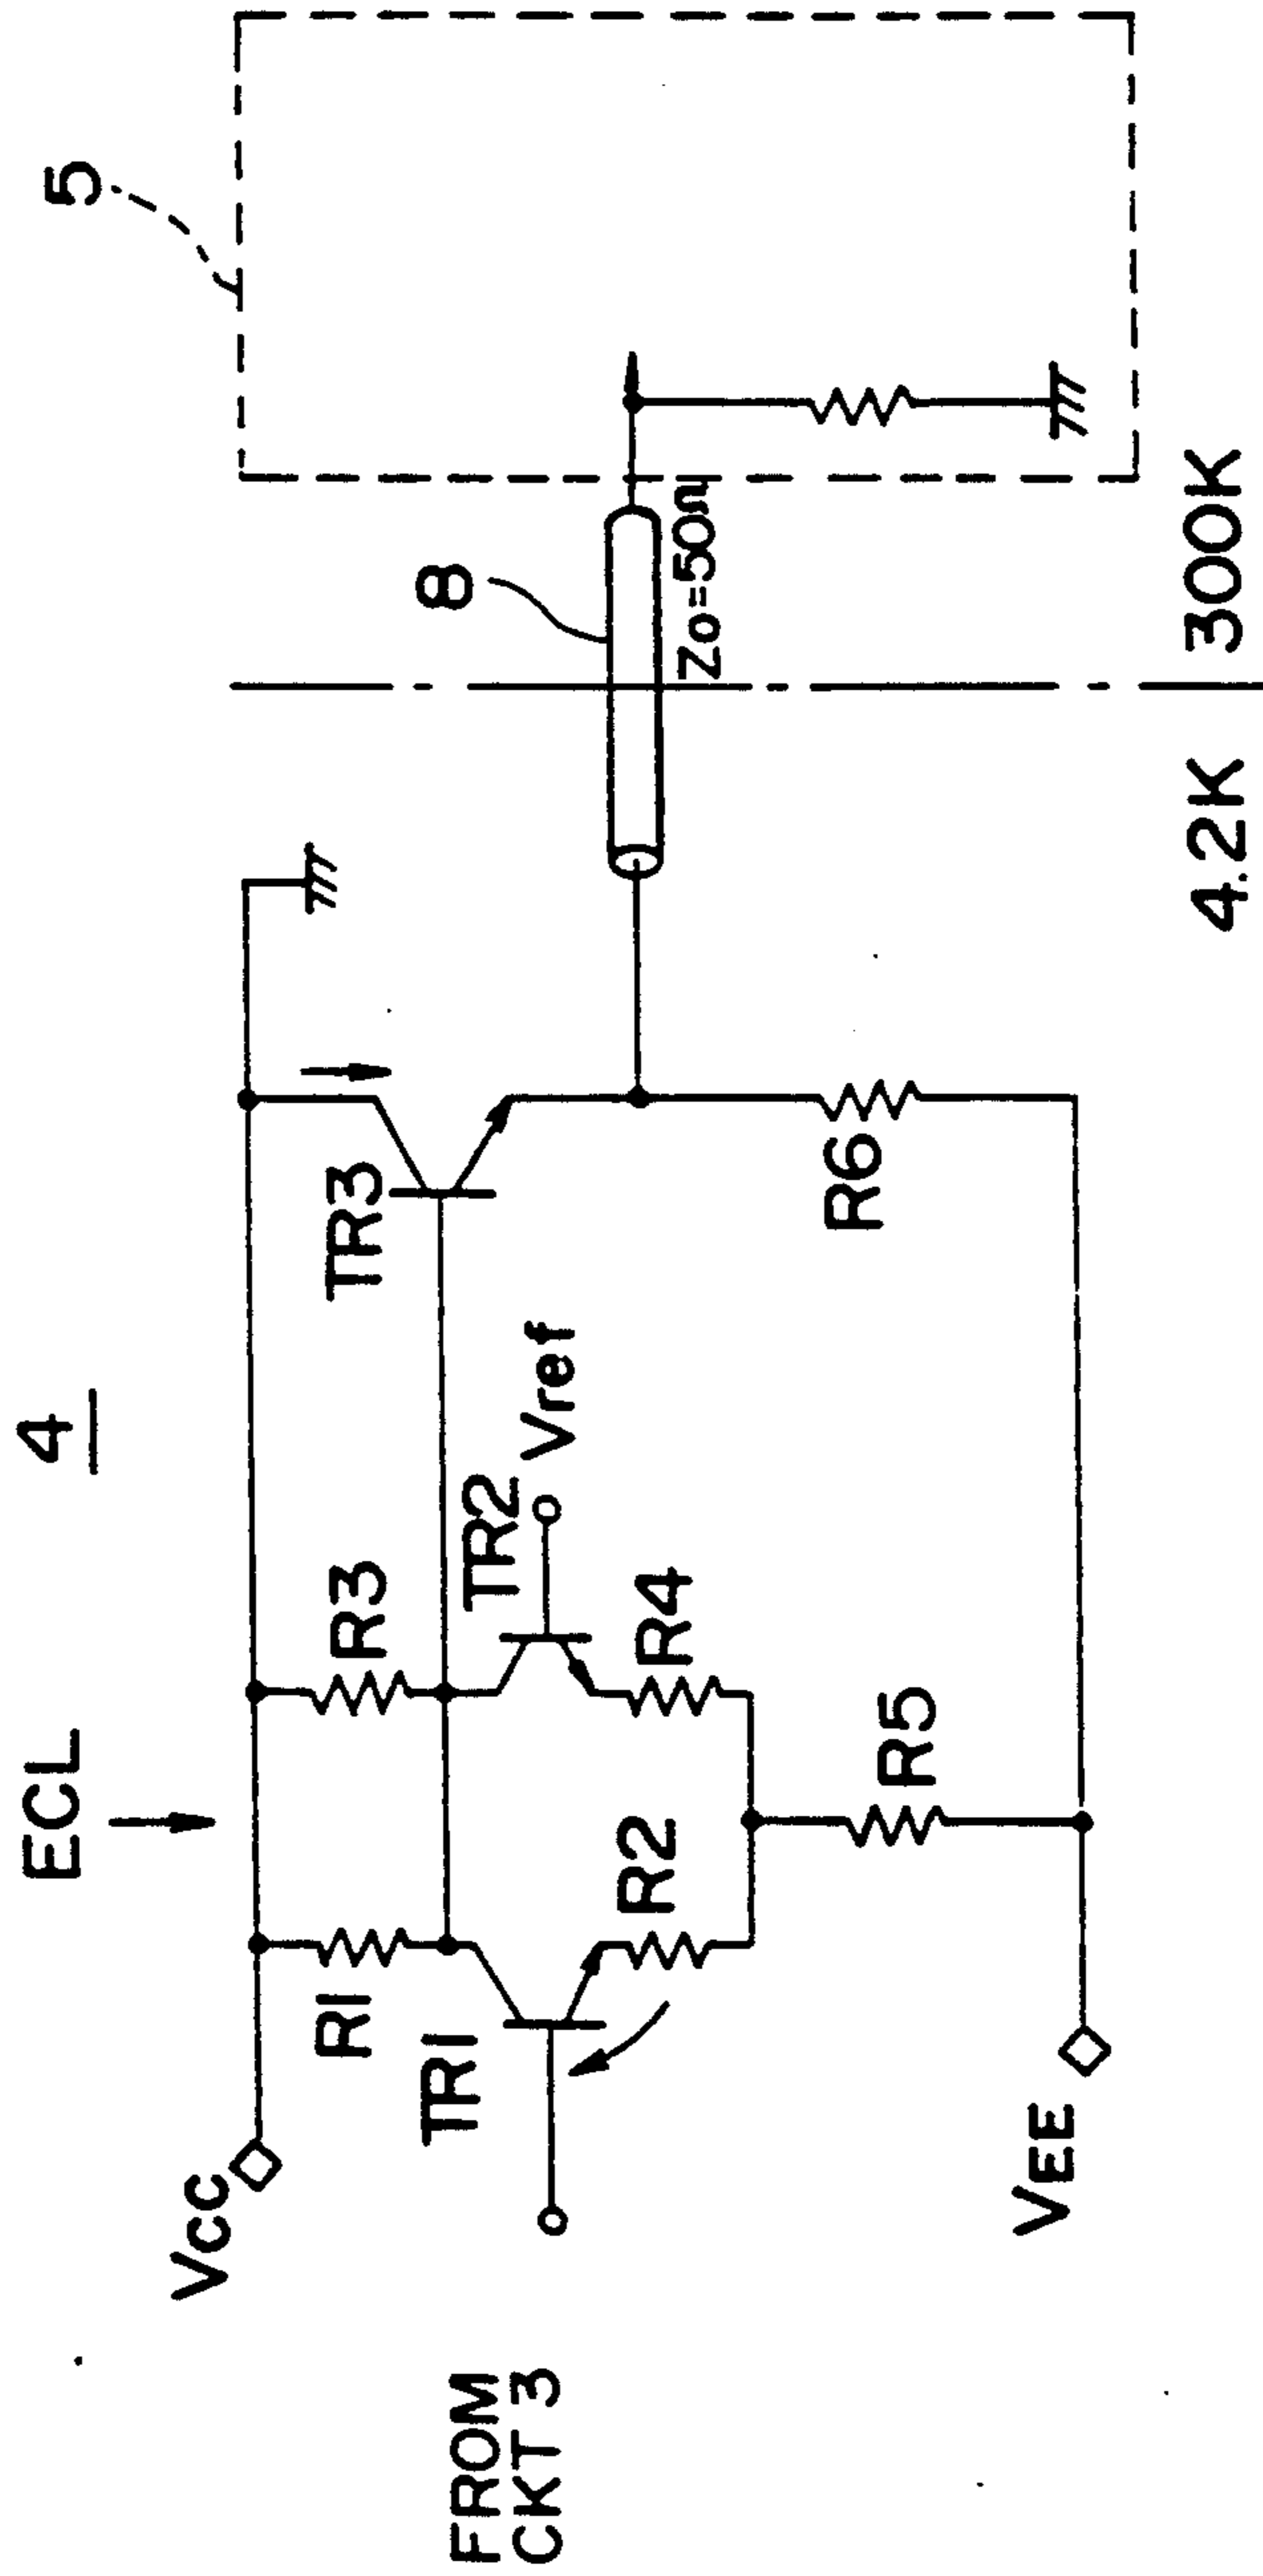 4
5
ECL
VCC
R1
R3
TR3
8
TR1
TR2
Vref
FROM
CKT 3
R2
R4
Zo=50Ω
R5
R6
VEE
4.2K
300K